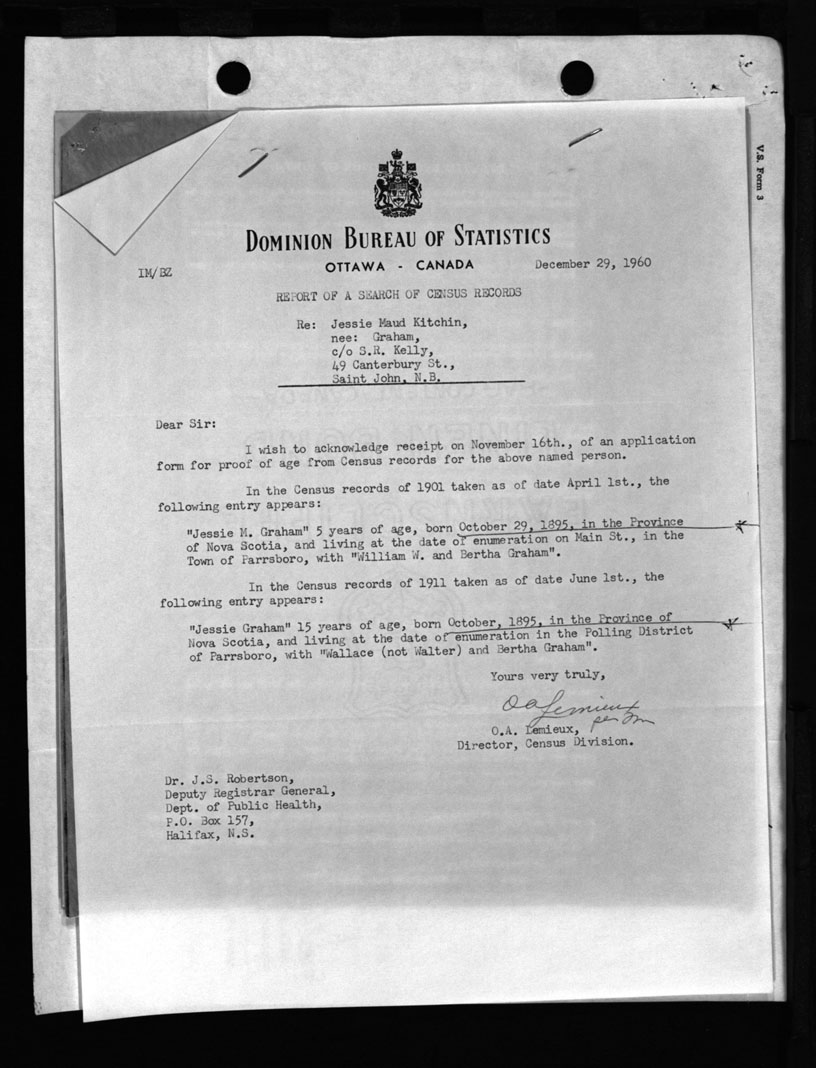 V.S. Form 3
DOMINION BUREAU OF STATISTICS
OTTAWA - CANADA
December 29, 1960
IM/BZ
REPORT OF A SEARCH OF CENSUS RECORDS
Re: Jessie Maud Kitchin,
nee: Graham,
c/o S.R. Kelly,
49 Canterbury St.,
Saint John, N.B.
Dear Sir:
I wish to acknowledge receipt on November 16th., of an application
form for proof of age from Census records for the above named person.
In the Census records of 1901 taken as of date April 1st., the
following entry appears:
"Jessie M. Graham" 5 years of age, born October 29, 1895, in the Province
of Nova Scotia, and living at the date of enumeration on Main St., in the
Town of Parrsboro, with "William W. and Bertha Graham".
In the Census records of 1911 taken as of date June 1st., the
following entry appears:
"Jessie Graham" 15 years of age, born October, 1895, in the Province of
Nova Scotia, and living at the date of enumeration in the Polling District
of Parrsboro, with "Wallace (not Walter) and Bertha Graham".
Yours very truly,
OALemieux
per
O.A. Lemieux,
Director, Census Division.
Dr. J.S. Robertson,
Deputy Registrar General,
Dept. of Public Health,
P.O. Box 157,
Halifax, N.S.